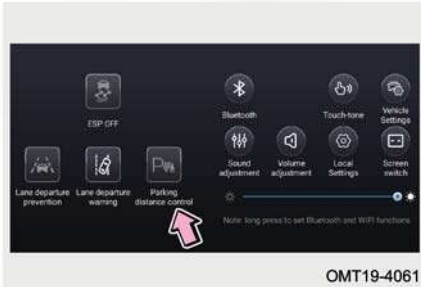 ESP OFF
Bluetooth
Touch-tone
Vehicle
Settings
Lane departure
prevention
Lane departure
warning
Parking
distance control
Sound
adjustment
Volume
adjustment
Local
Settings
Screen
switch
Note: long press to set Bluetooth and WIFI functions
OMT19-4061